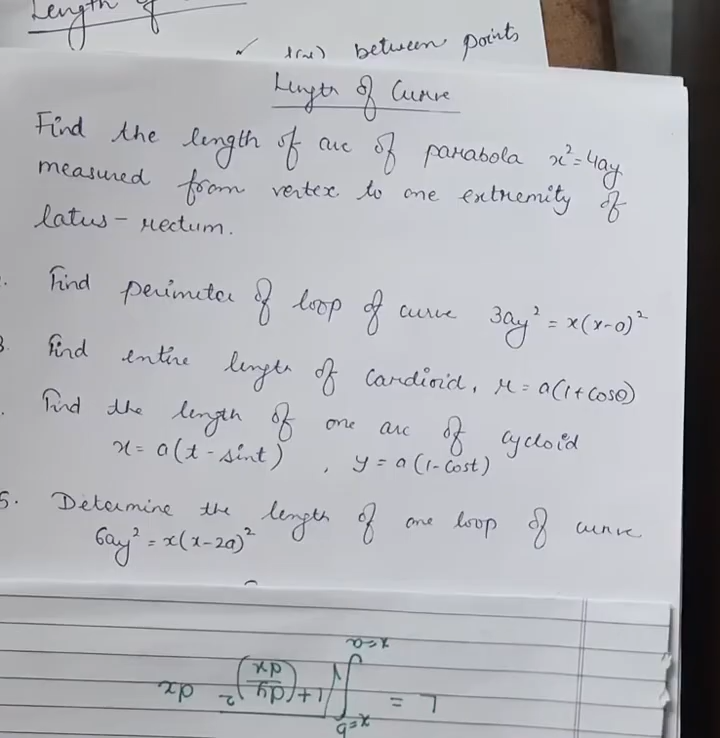 Length of
✓ between points
Length of Curve
Find the length of arc of parabola x² = 4ay
measured from vertex to one extremity of
latus-rectum.
. Find perimeter of loop of curve 3ay² = x(x-a)²
3. Find entire length of Cardioid, r = a(1+cosθ)
. Find the length of one arc of cycloid
x = a(t - sint) , y = a(1-cost)
5. Determine the length of one loop of curve
6ay² = x(x-2a)²
L = ∫ x=a x=b √1+(dy/dx)² dx